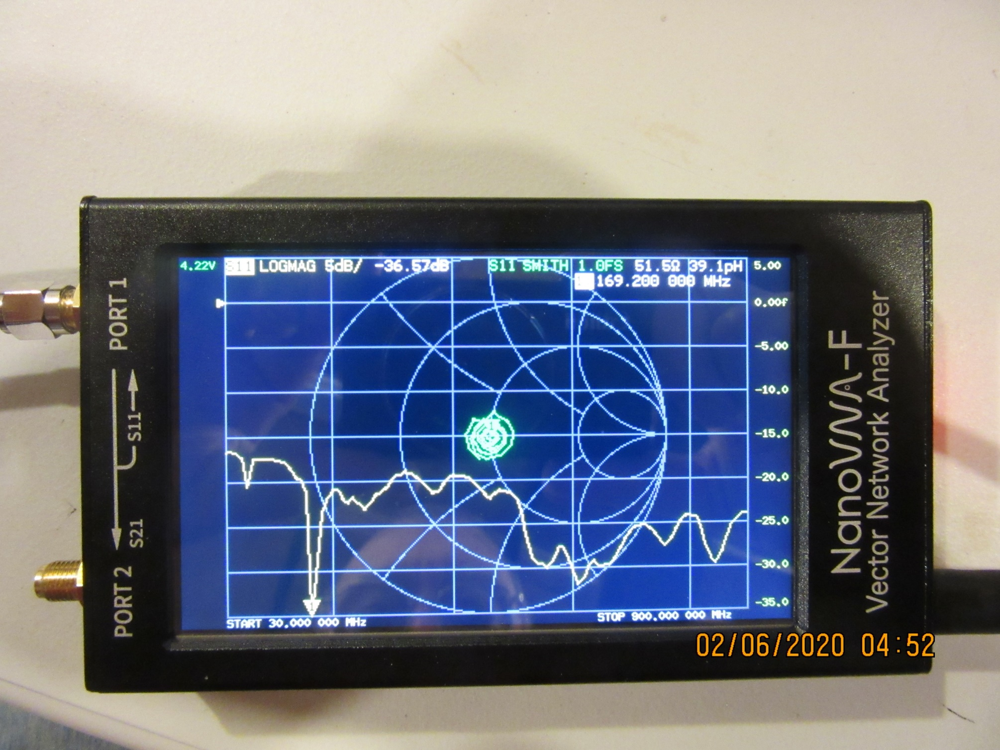 4.22V S11 LOGMAG 5dB/ -36.57dB S11 SMITH 1.0FS 51.5Ω 39.1pH 5.00
1 169.200 000 MHz
0.00f
-5.00
-10.0
-15.0
-20.0
-25.0
-30.0
-35.0
1
START 30.000 000 MHz STOP 900.000 000 MHz
PORT 1
S11
S21
PORT 2
NanoVNA-F
Vector Network Analyzer
02/06/2020 04:52